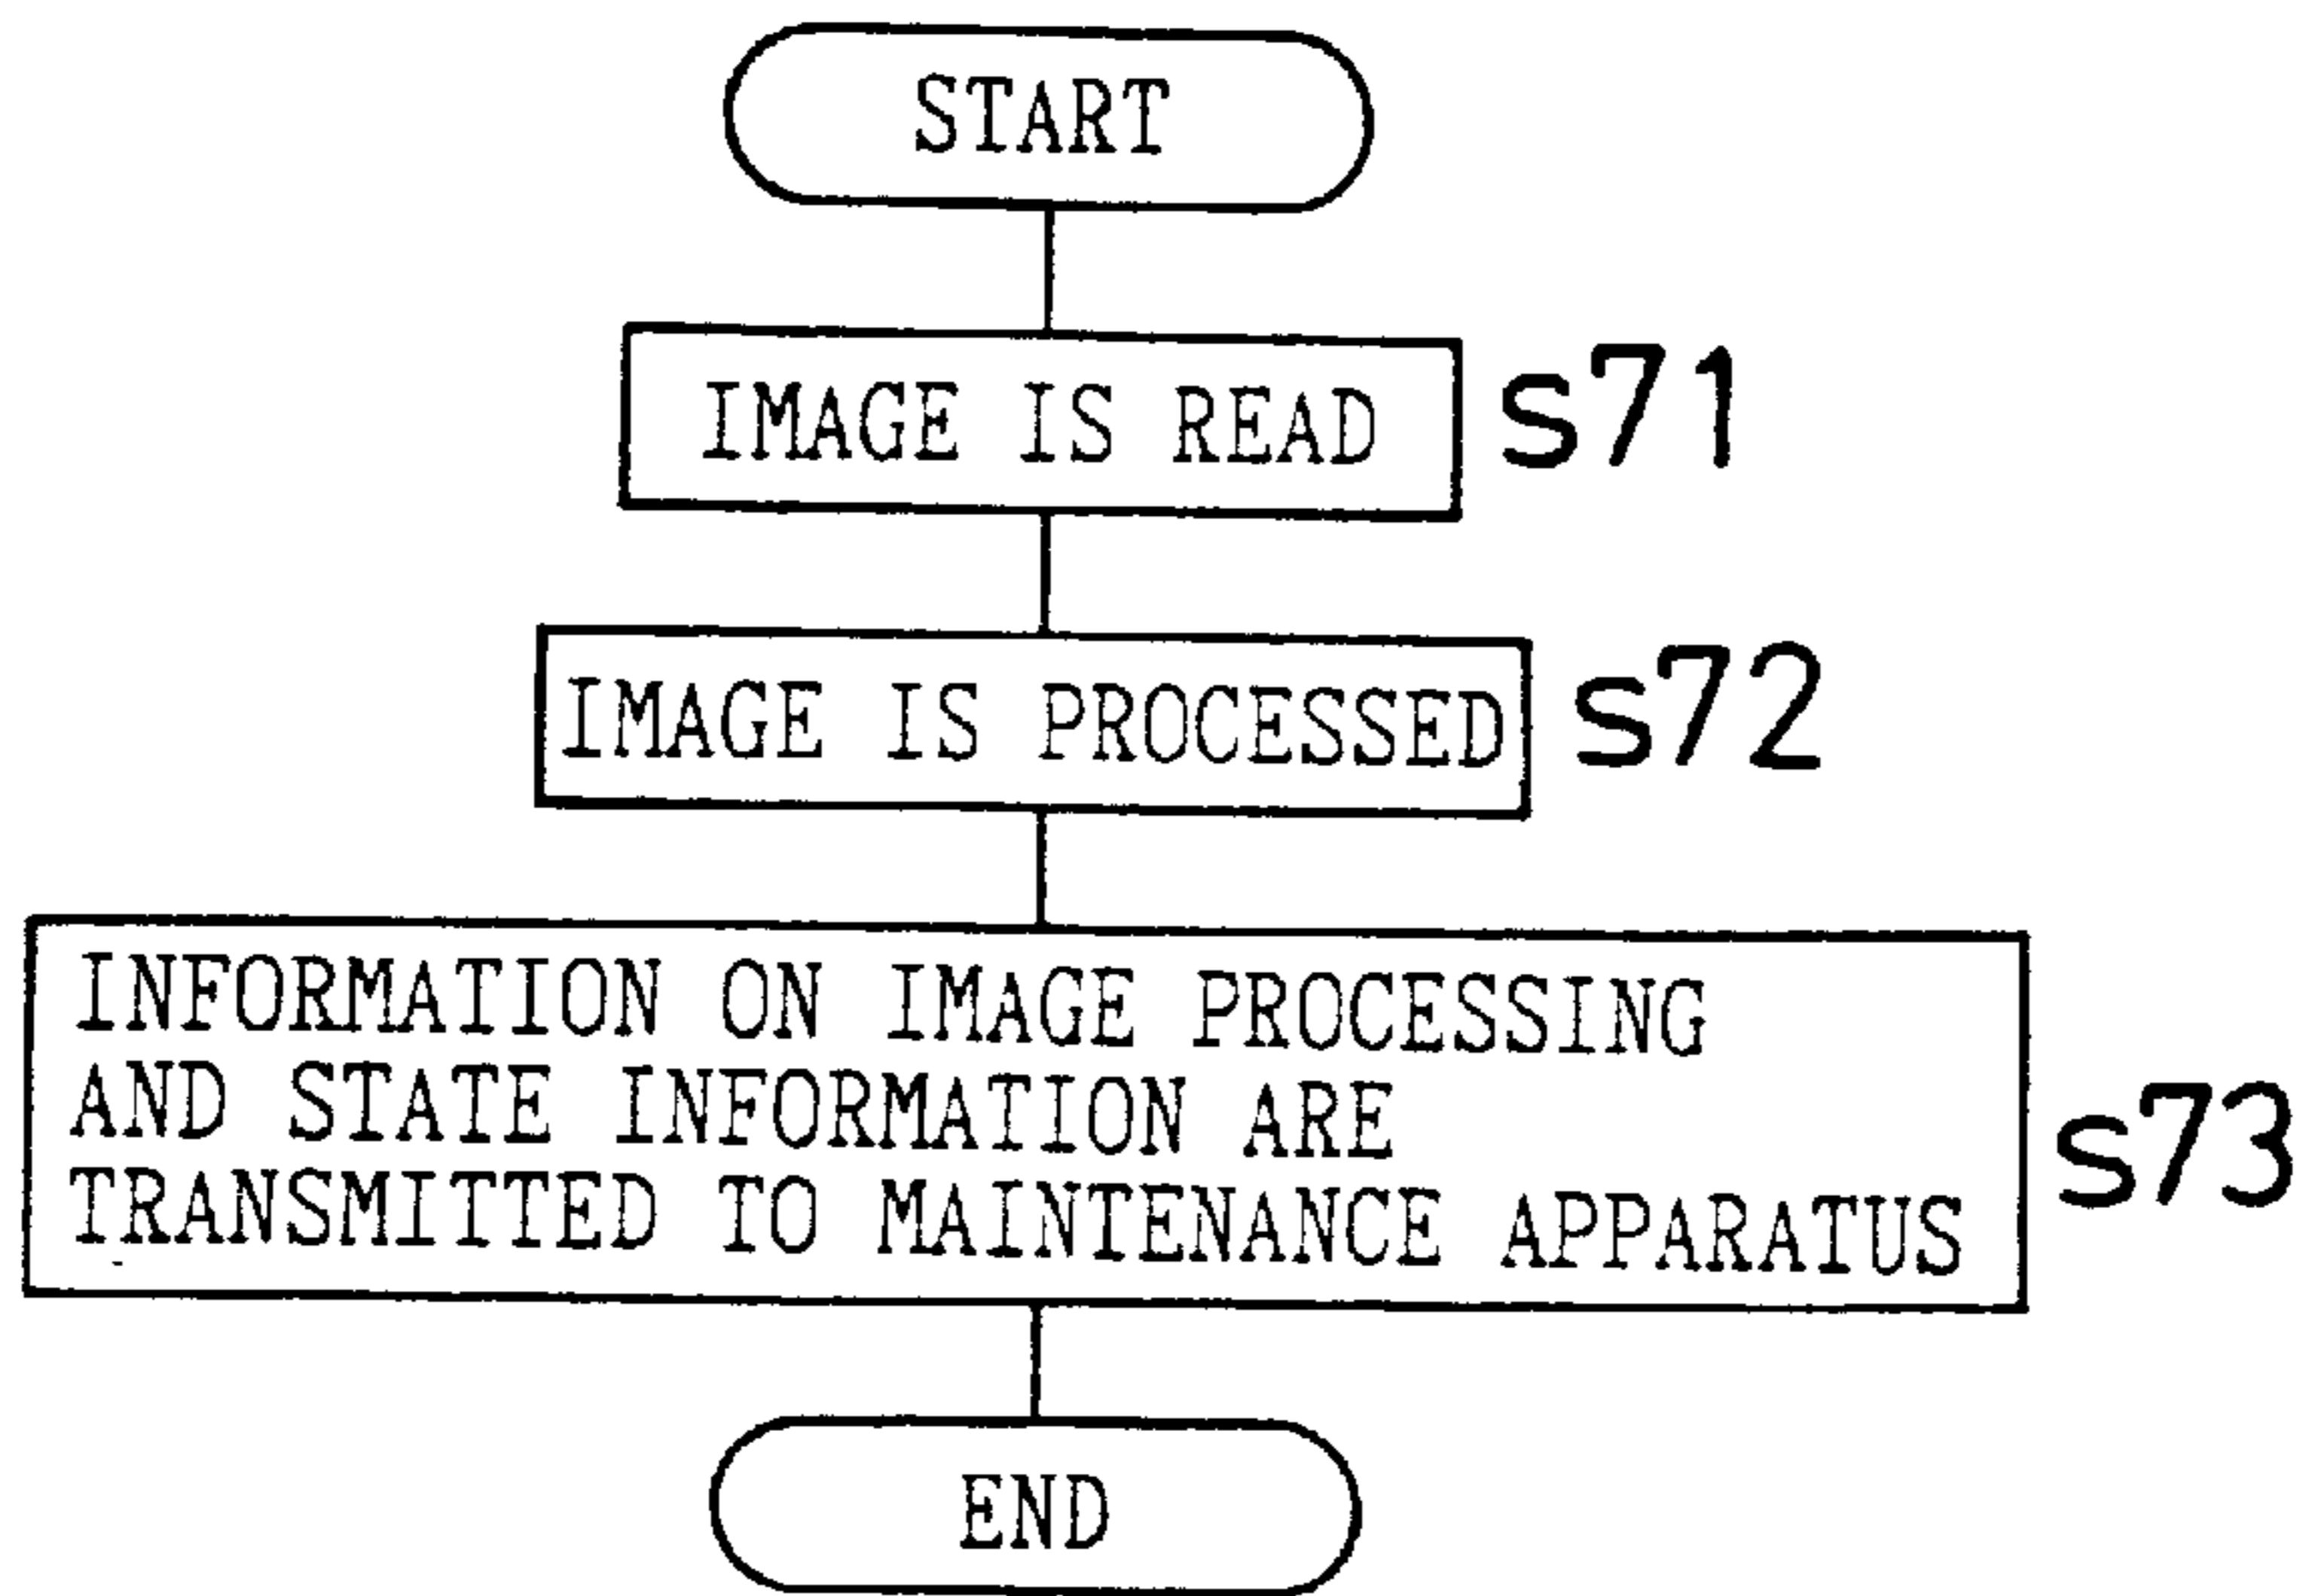 START
IMAGE IS READ
s71
IMAGE IS PROCESSED
s72
INFORMATION ON IMAGE PROCESSING
AND STATE INFORMATION ARE
TRANSMITTED TO MAINTENANCE APPARATUS
s73
END